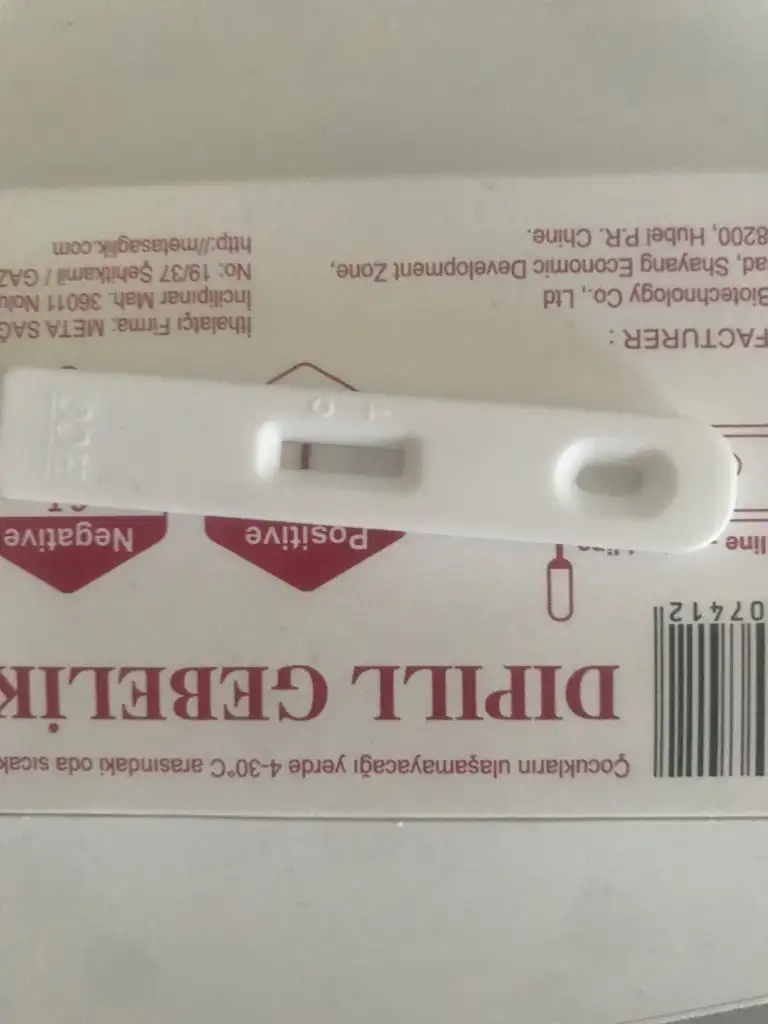 Çocukların ulaşamayacağı yerde 4-30°C arasındaki oda sıcak
DIPILL GEBELİK
07412
Positive
Negative
C T
line
FACTURER :
Biotechnology Co., Ltd
ad, Shayang Economic Development Zone,
8200, Hubei P.R. Chine.
İthalatçı Firma: META SAĞ
İncilipınar Mah. 36011 Nolu
No: 19/37 Şehitkamil / GAZ
http://metasaglik.com
C T